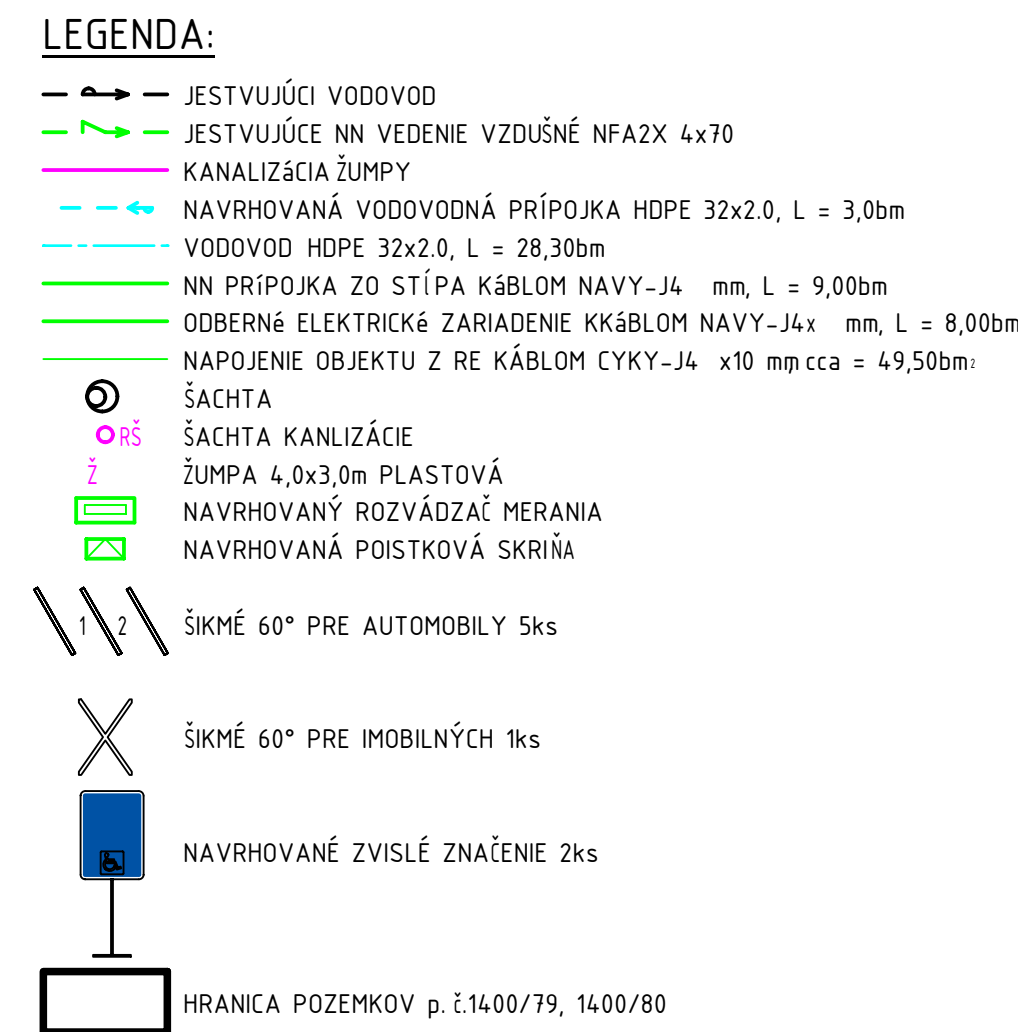 LEGENDA:
JESTVUJÚCI VODOVOD
JESTVUJÚCE NN VEDENIE VZDUŠNÉ NFA2X 4x70
KANALIZáCIA ŽUMPY
NAVRHOVANÁ VODOVODNÁ PRÍPOJKA HDPE 32x2.0, L = 3,0bm
VODOVOD HDPE 32x2.0, L = 28,30bm
NN PRíPOJKA ZO STĺPA KáBLOM NAVY-J4 mm, L = 9,00bm
ODBERNé ELEKTRICKé ZARIADENIE KKáBLOM NAVY-J4x mm, L = 8,00bm
NAPOJENIE OBJEKTU Z RE KÁBLOM CYKY-J4 x10 mm, cca = 49,50bm²
ŠACHTA
RŠ ŠACHTA KANLIZÁCIE
Ž ŽUMPA 4,0x3,0m PLASTOVÁ
NAVRHOVANÝ ROZVÁDZAČ MERANIA
NAVRHOVANÁ POISTKOVÁ SKRIŇA
1 2 ŠIKMÉ 60° PRE AUTOMOBILY 5ks
ŠIKMÉ 60° PRE IMOBILNÝCH 1ks
NAVRHOVANÉ ZVISLÉ ZNAČENIE 2ks
HRANICA POZEMKOV p. č.1400/79, 1400/80